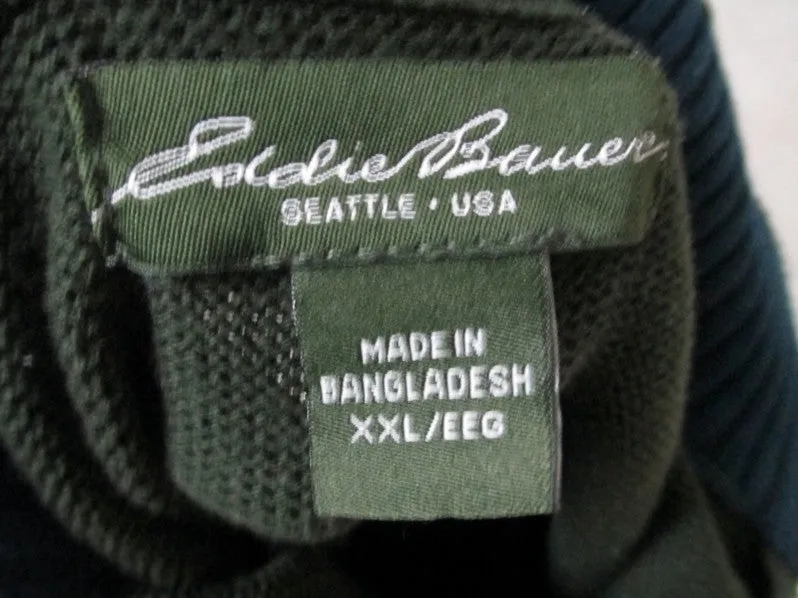 Eddie Bauer
SEATTLE · USA
MADE IN
BANGLADESH
XXL/EEG